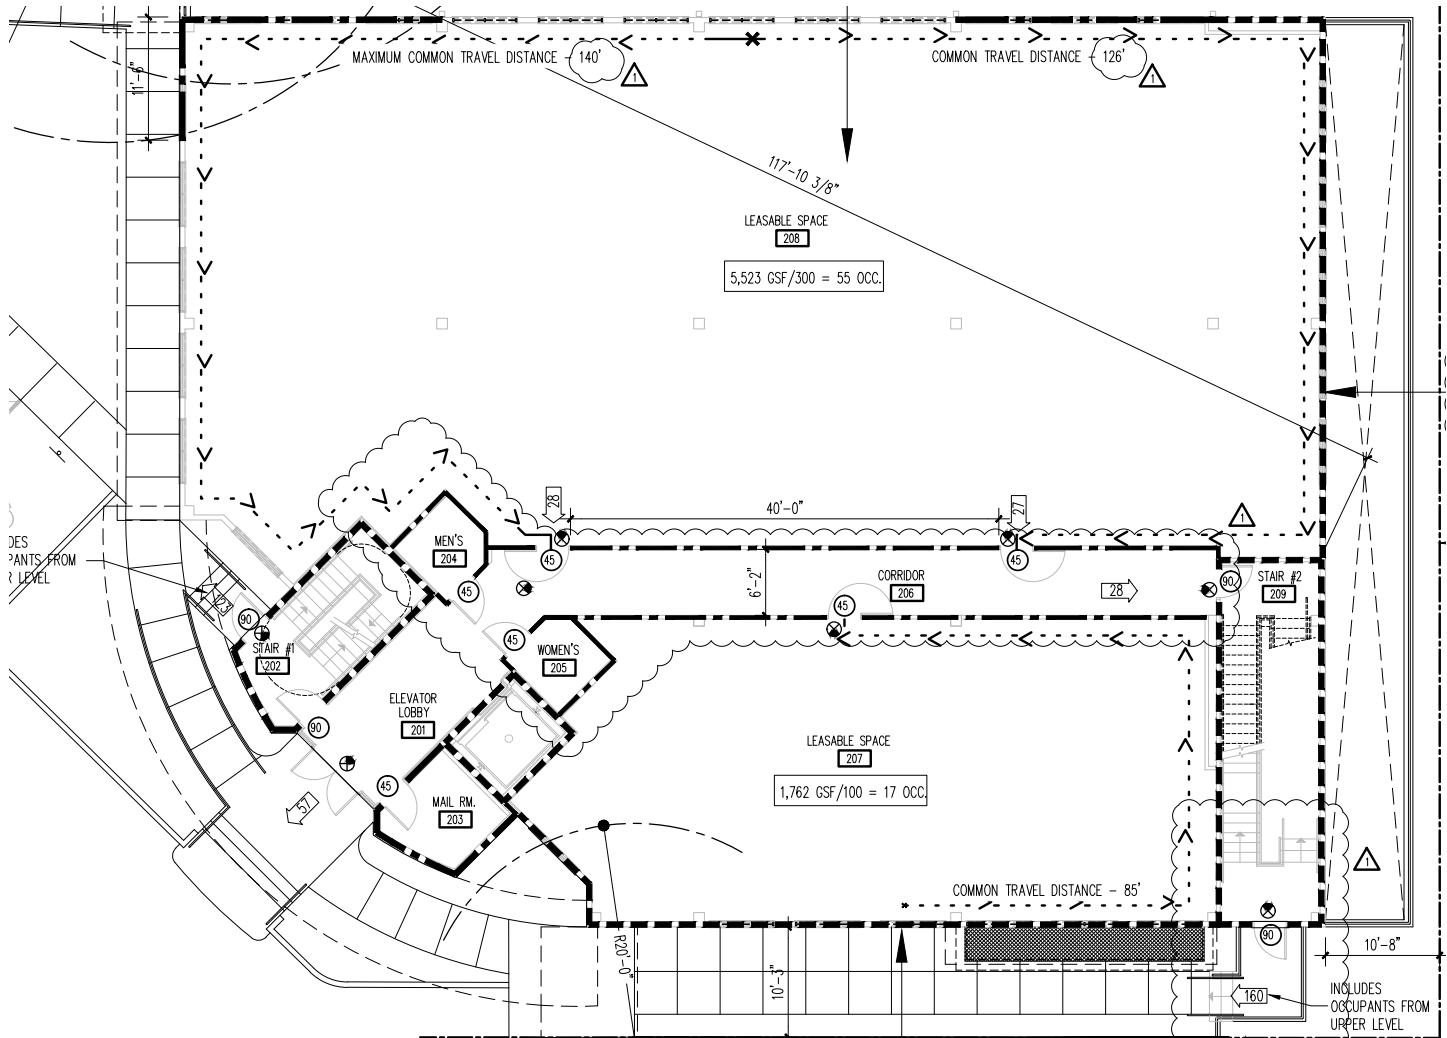 11'-6"
MAXIMUM COMMON TRAVEL DISTANCE - 140'
1
COMMON TRAVEL DISTANCE - 126'
1
117'-10 3/8"
LEASABLE SPACE
208
5,523 GSF/300 = 55 OCC.
28
40'-0"
27
1
MEN'S
204
45
45
6'-2"
CORRIDOR
206
28
90
STAIR #2
209
PANTS FROM
R LEVEL
123
90
45
45
45
STAIR #1
202
WOMEN'S
205
ELEVATOR
LOBBY
201
90
LEASABLE SPACE
207
1,762 GSF/100 = 17 OCC.
45
57
MAIL RM.
203
1
COMMON TRAVEL DISTANCE - 85'
90
10'-8"
R20'-0"
10'-3"
160
INCLUDES
OCCUPANTS FROM
UPPER LEVEL